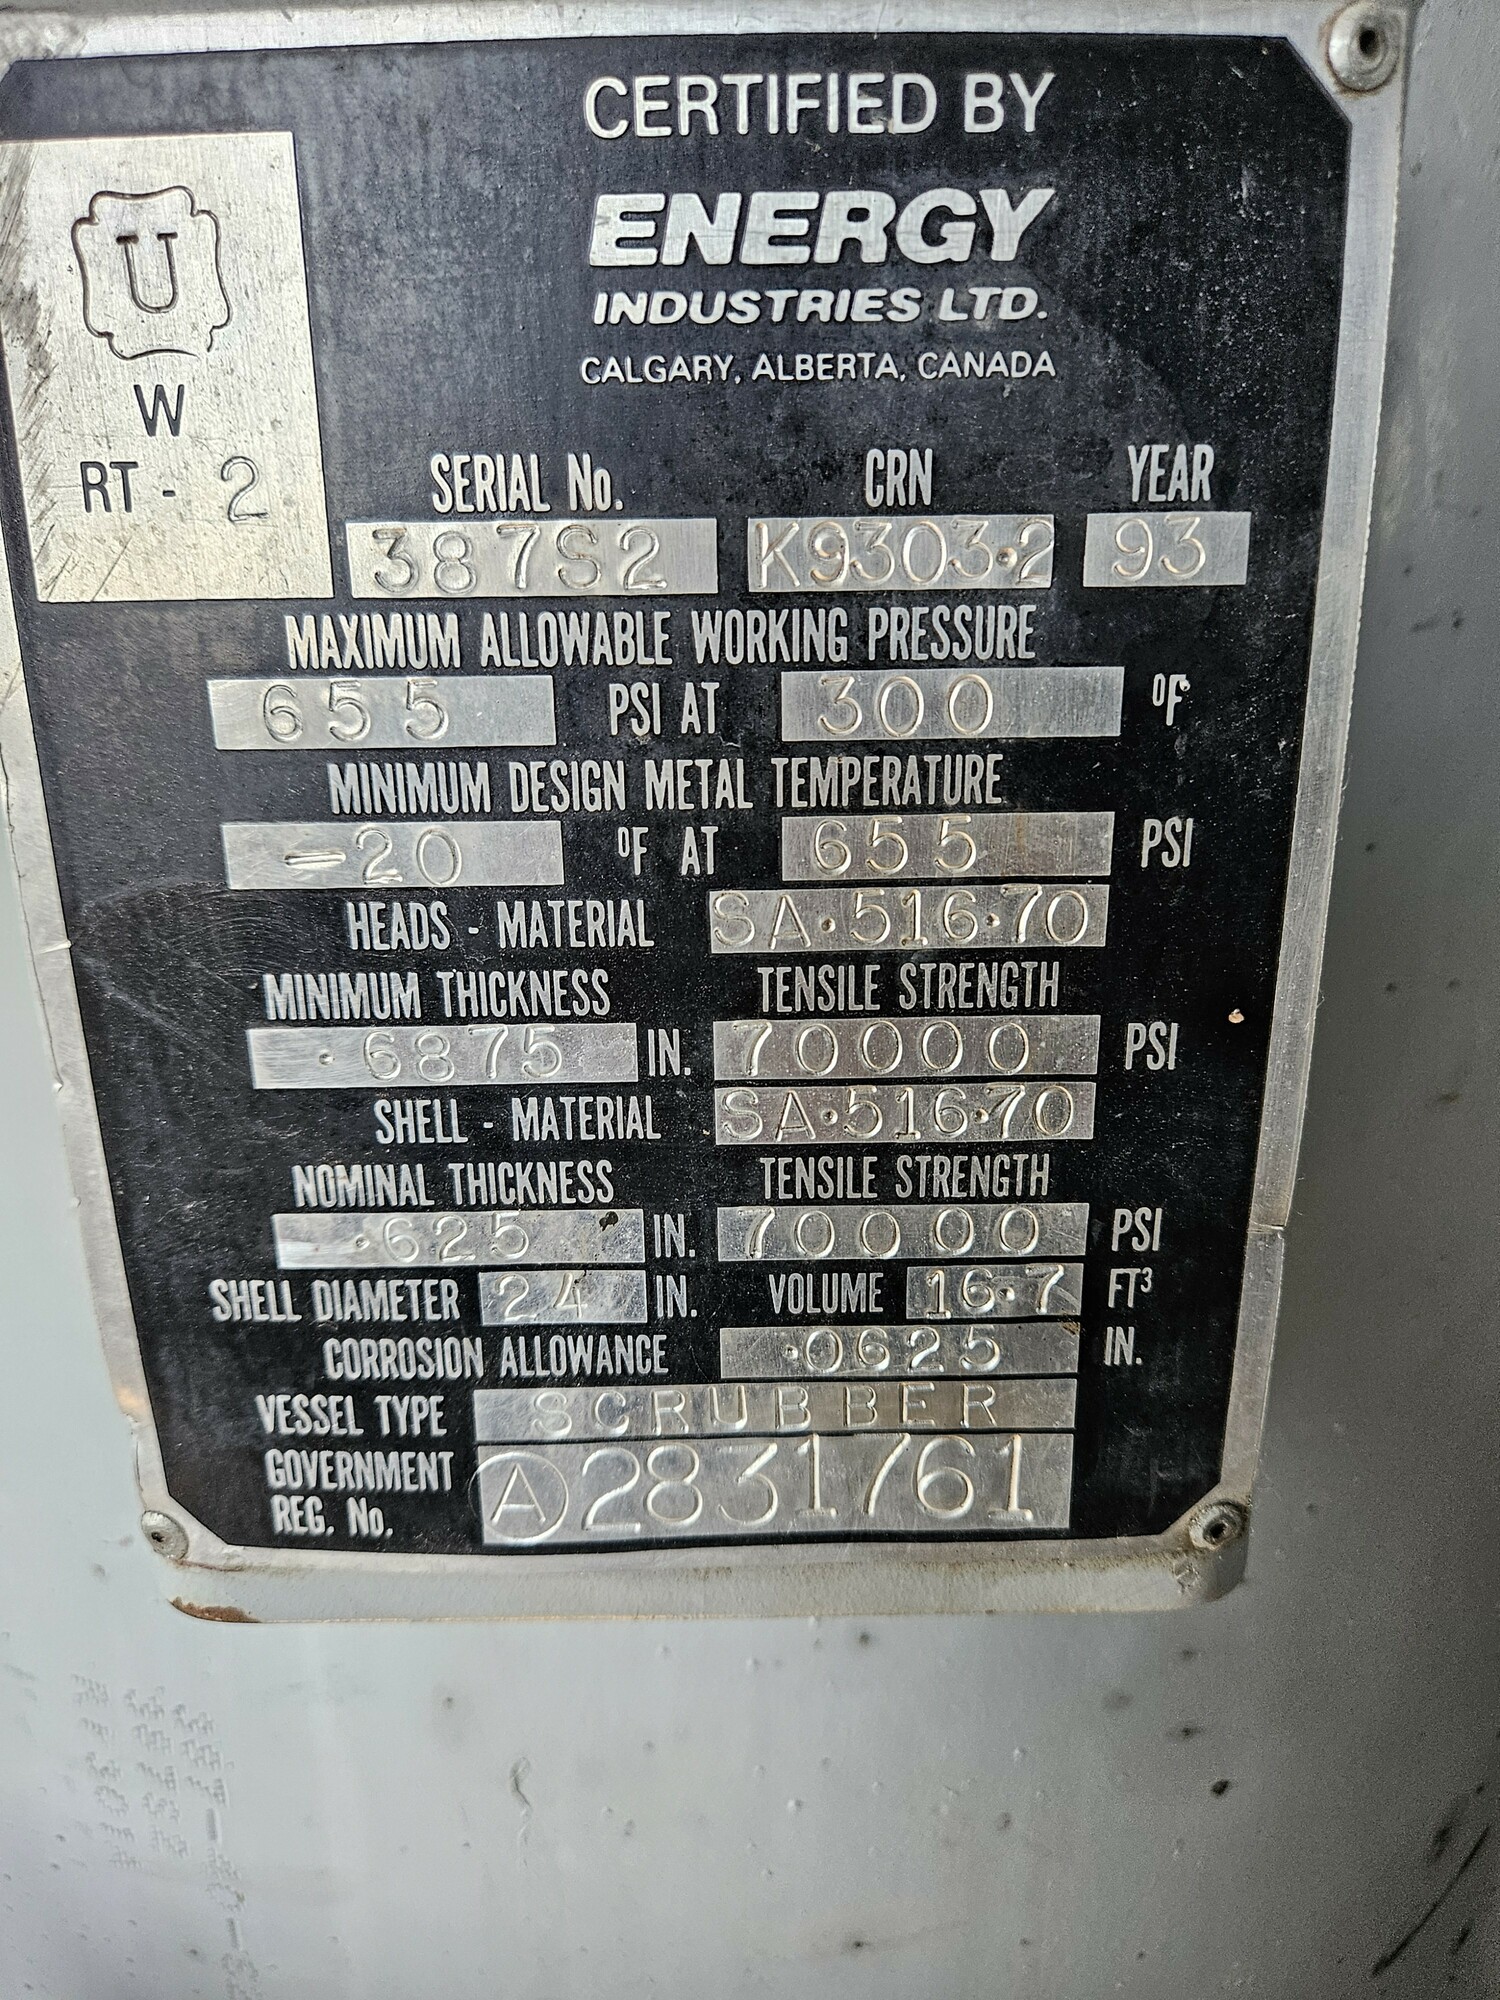 CERTIFIED BY
ENERGY
INDUSTRIES LTD.
CALGARY, ALBERTA, CANADA
U
W
RT - 2
SERIAL No. CRN YEAR
387S2 K9303·2 93
MAXIMUM ALLOWABLE WORKING PRESSURE
655 PSI AT 300 ºF
MINIMUM DESIGN METAL TEMPERATURE
-20 ºF AT 655 PSI
HEADS - MATERIAL SA·516·70
MINIMUM THICKNESS TENSILE STRENGTH
.6875 IN. 70000 PSI
SHELL - MATERIAL SA·516·70
NOMINAL THICKNESS TENSILE STRENGTH
.625 IN. 70000 PSI
SHELL DIAMETER 24 IN. VOLUME 16.7 FT³
CORROSION ALLOWANCE .0625 IN.
VESSEL TYPE SCRUBBER
GOVERNMENT
REG. No. A 2831761